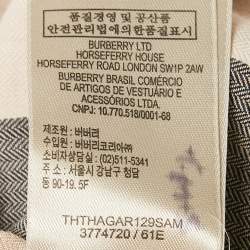 품질경영 및 공산품
안전관리법에의한품질표시
BURBERRY LTD
HORSEFERRY HOUSE
HORSEFERRY ROAD LONDON SW1P 2AW
BURBERRY BRASIL COMÉRCIO
DE ARTIGOS DE VESTUÁRIO E
ACESSÓRIOS LTDA.
CNPJ: 10.770.518/0001-68
제조원: 버버리
수입원: 버버리코리아㈜
소비자상담실: 02)511-5341
주소: 서울시 강남구 청담
동 90-19.5F
THTHAGAR129SAM
3774720 / 61E